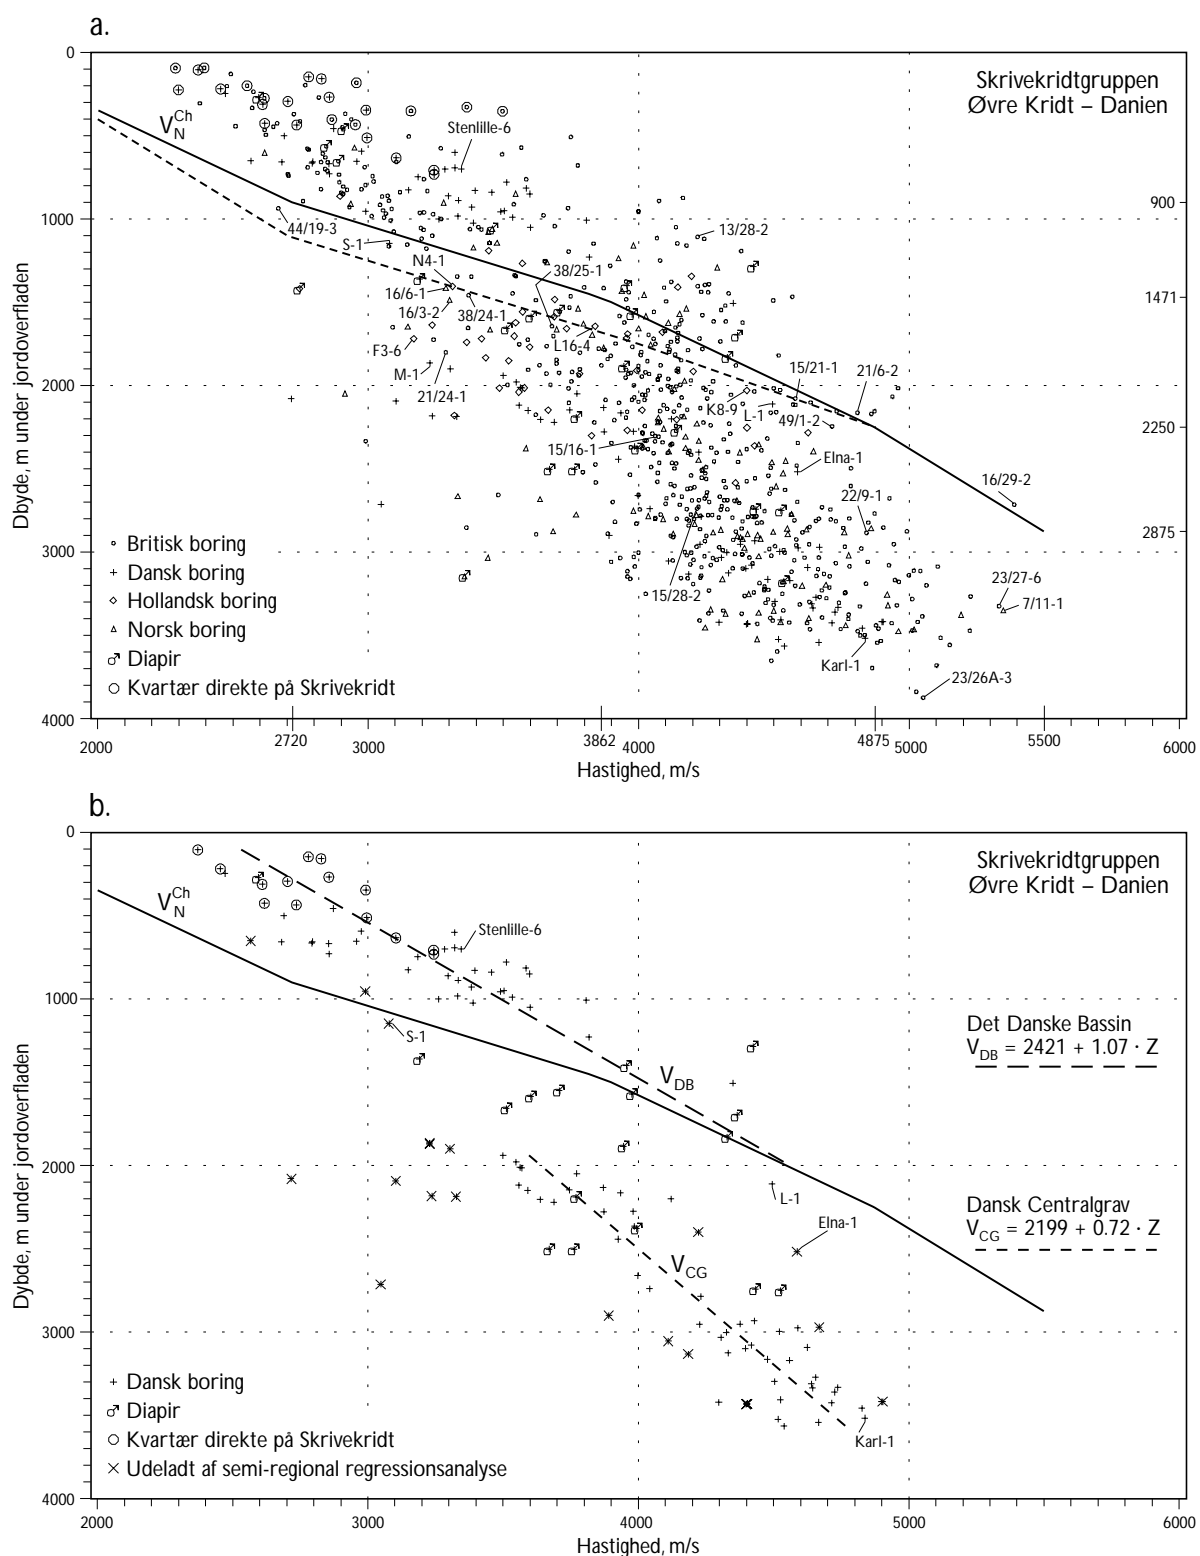 a.
Skrivekridtgruppen
Øvre Kridt – Danien
V_N^Ch
Stenlille-6
44/19-3
S-1
N4-1
16/6-1
16/3-2
38/24-1
38/25-1
13/28-2
F3-6
M-1
21/24-1
L16-4
K8-9
L-1
15/21-1
21/6-2
49/1-2
15/16-1
Elna-1
22/9-1
16/29-2
15/28-2
23/27-6
7/11-1
Karl-1
23/26A-3
Britisk boring
Dansk boring
Hollandsk boring
Norsk boring
Diapir
Kvartær direkte på Skrivekridt
0
1000
2000
3000
4000
Dbyde, m under jordoverfladen
900
1471
2250
2875
2000
2720
3000
3862
4000
4875
5000
5500
6000
Hastighed, m/s
b.
Skrivekridtgruppen
Øvre Kridt – Danien
V_N^Ch
Stenlille-6
S-1
V_DB
Det Danske Bassin
V_DB = 2421 + 1.07 · Z
L-1
Elna-1
Dansk Centralgrav
V_CG = 2199 + 0.72 · Z
V_CG
Karl-1
Dansk boring
Diapir
Kvartær direkte på Skrivekridt
Udeladt af semi-regional regressionsanalyse
0
1000
2000
3000
4000
Dybde, m under jordoverfladen
2000
3000
4000
5000
6000
Hastighed, m/s